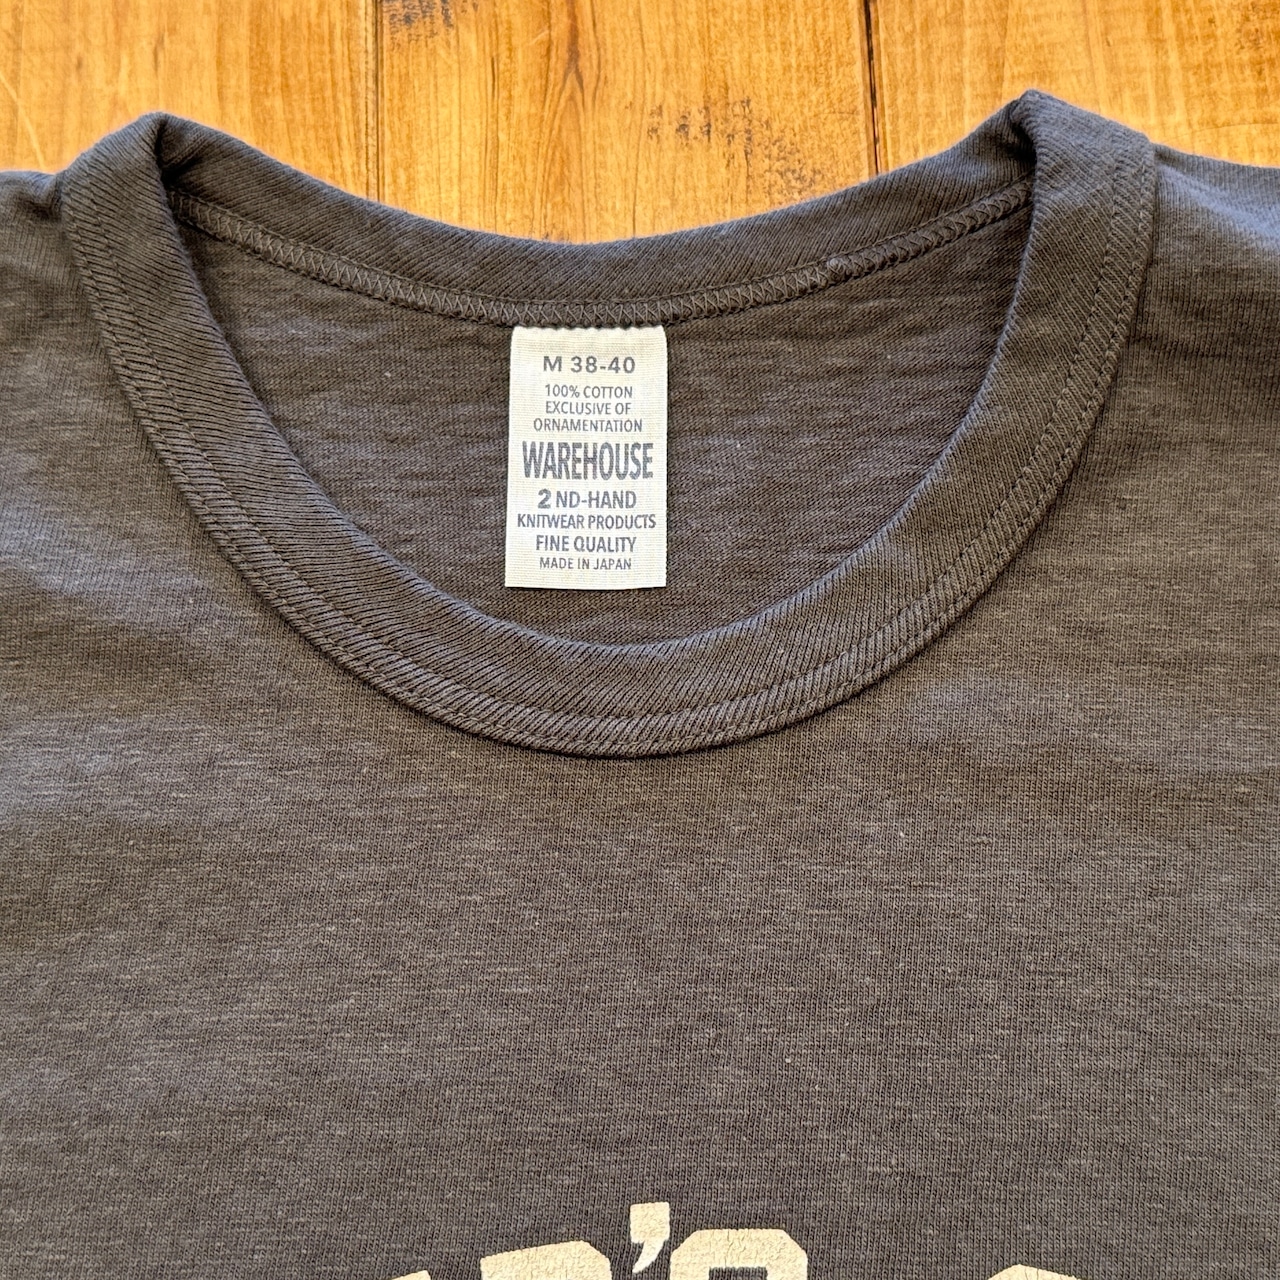 M 38-40
100% COTTON
EXCLUSIVE OF
ORNAMENTATION
WAREHOUSE
2 ND-HAND
KNITWEAR PRODUCTS
FINE QUALITY
MADE IN JAPAN